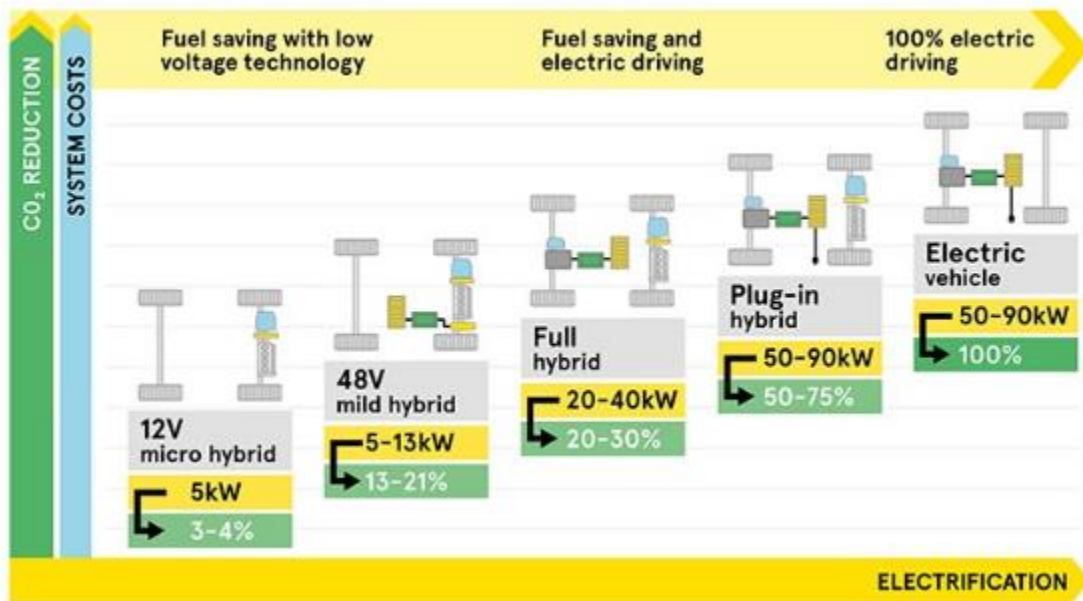 Fuel saving with low
voltage technology
Fuel saving and
electric driving
100% electric
driving
CO₂ REDUCTION
SYSTEM COSTS
12V
micro hybrid
5kW
3-4%
48V
mild hybrid
5-13kW
13-21%
Full
hybrid
20-40kW
20-30%
Plug-in
hybrid
50-90kW
50-75%
Electric
vehicle
50-90kW
100%
ELECTRIFICATION